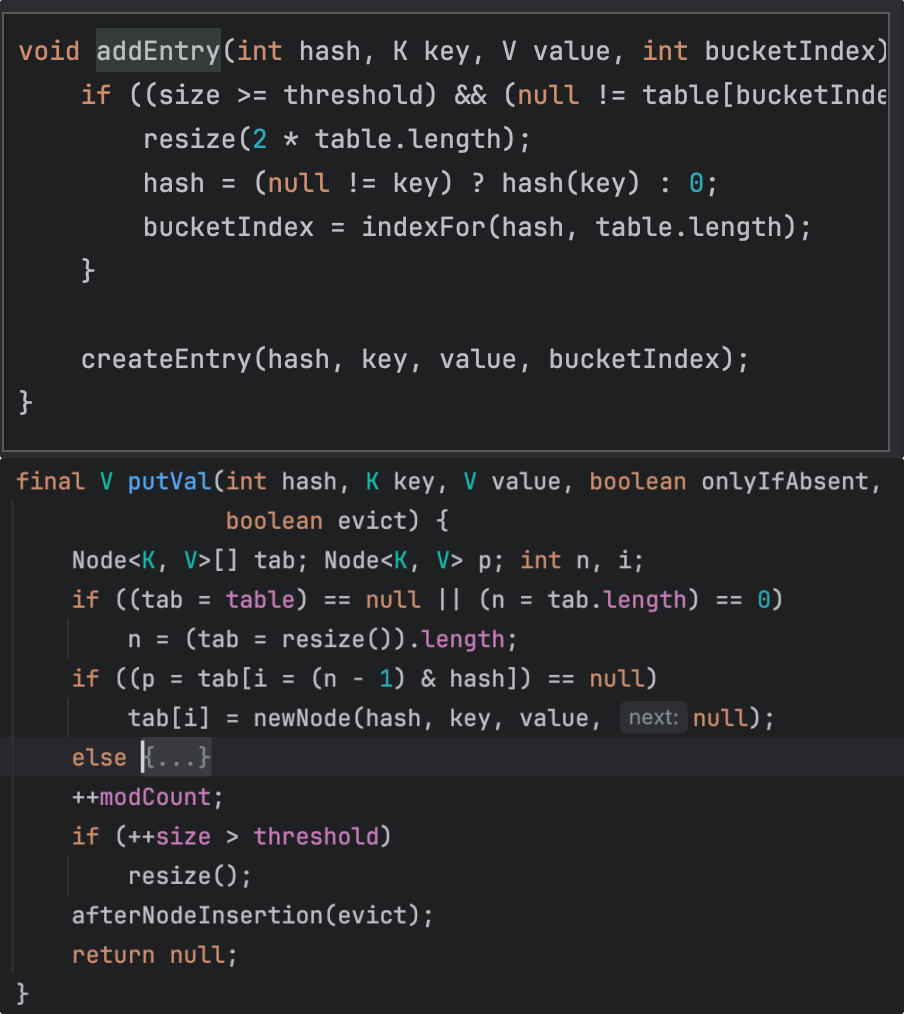 void addEntry(int hash, K key, V value, int bucketIndex)
    if ((size >= threshold) && (null != table[bucketInde
        resize(2 * table.length);
        hash = (null != key) ? hash(key) : 0;
        bucketIndex = indexFor(hash, table.length);
    }
    createEntry(hash, key, value, bucketIndex);
}
final V putVal(int hash, K key, V value, boolean onlyIfAbsent,
               boolean evict) {
    Node<K, V>[] tab; Node<K, V> p; int n, i;
    if ((tab = table) == null || (n = tab.length) == 0)
        n = (tab = resize()).length;
    if ((p = tab[i = (n - 1) & hash]) == null)
        tab[i] = newNode(hash, key, value, next: null);
    else {...}
    ++modCount;
    if (++size > threshold)
        resize();
    afterNodeInsertion(evict);
    return null;
}